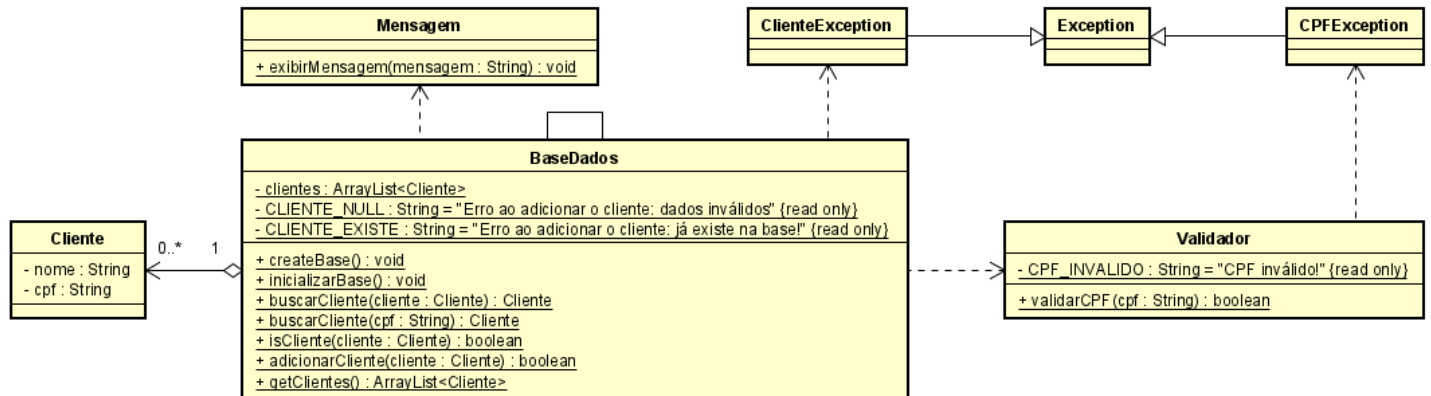 Mensagem
+ exibirMensagem(mensagem : String) : void
ClienteException
Exception
CPFException
BaseDados
- clientes : ArrayList<Cliente>
- CLIENTE_NULL : String = "Erro ao adicionar o cliente: dados inválidos" {read only}
- CLIENTE_EXISTE : String = "Erro ao adicionar o cliente: já existe na base!" {read only}
+ createBase() : void
+ inicializarBase() : void
+ buscarCliente(cliente : Cliente) : Cliente
+ buscarCliente(cpf : String) : Cliente
+ isCliente(cliente : Cliente) : boolean
+ adicionarCliente(cliente : Cliente) : boolean
+ getClientes() : ArrayList<Cliente>
Cliente
- nome : String
- cpf : String
0..*
1
Validador
- CPF_INVALIDO : String = "CPF inválido!" {read only}
+ validarCPF(cpf : String) : boolean